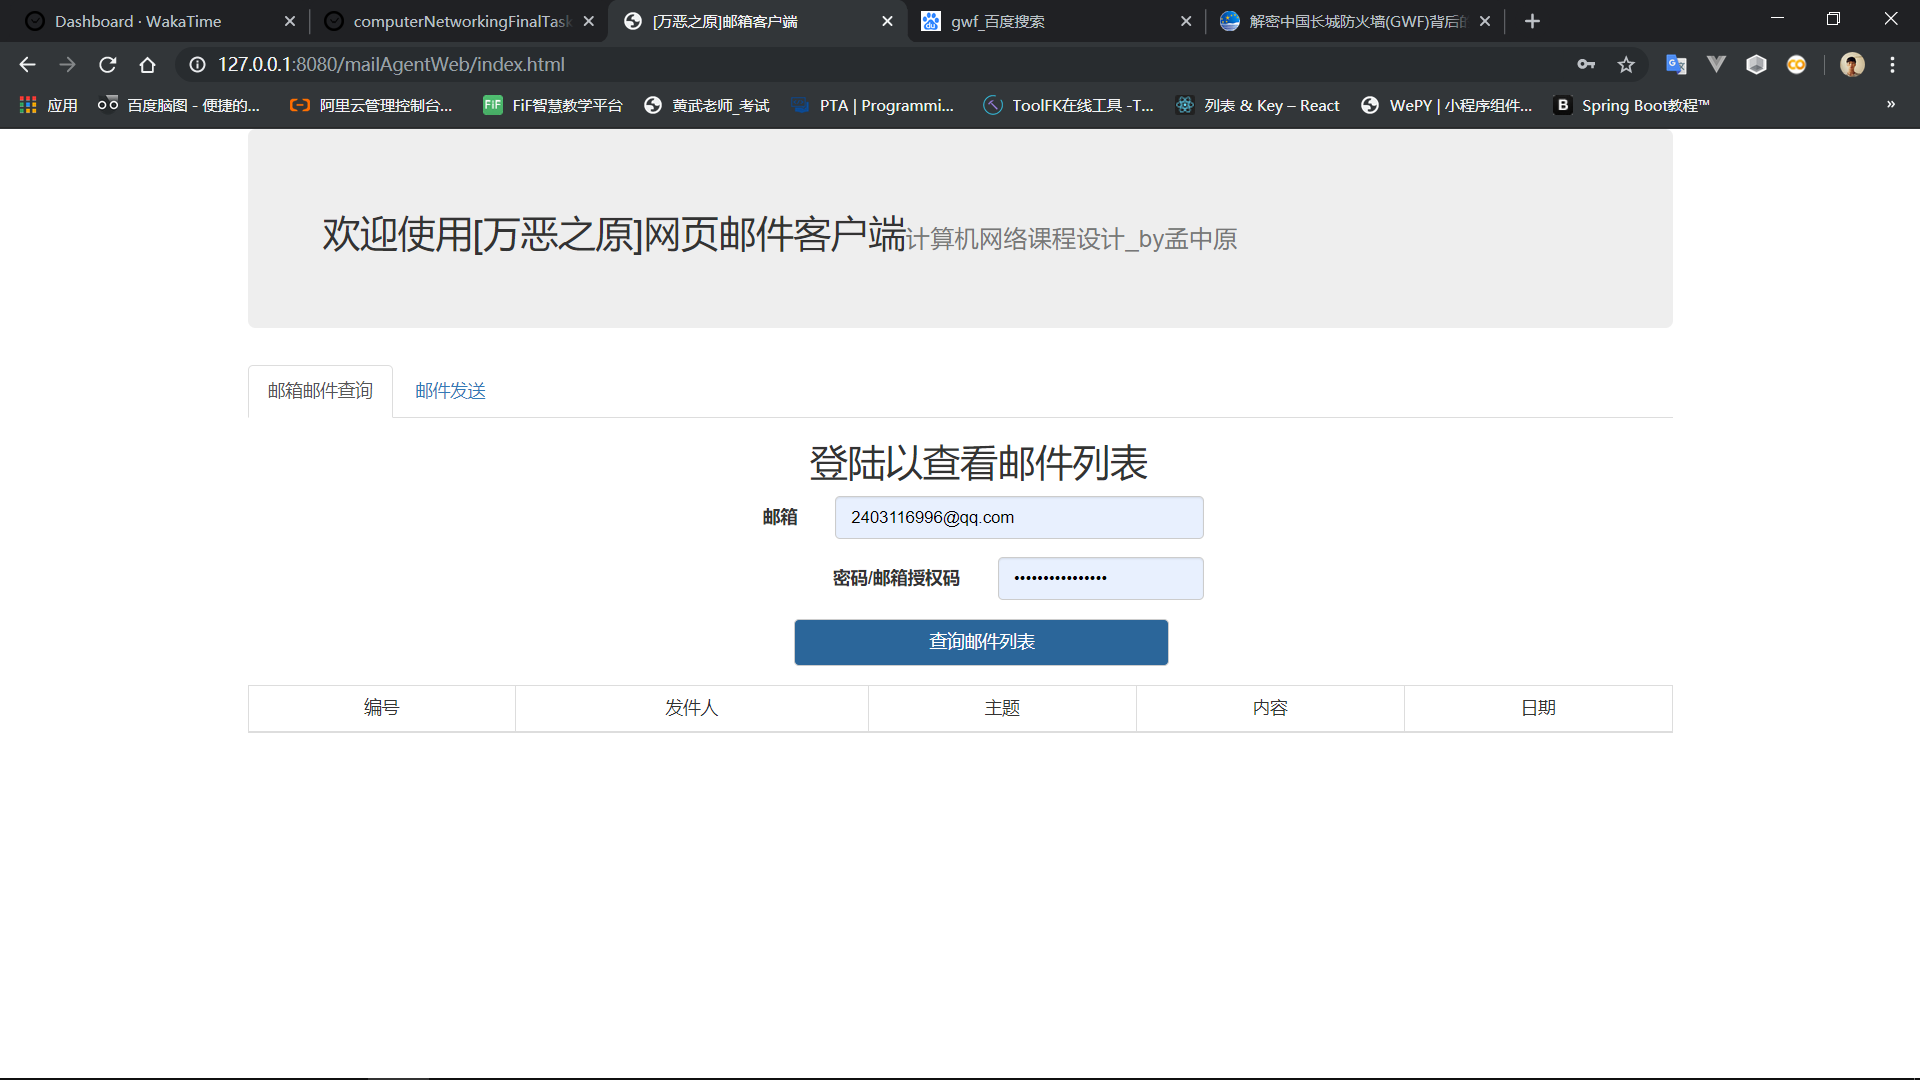 Dashboard · WakaTime
computerNetworkingFinalTask
[万恶之原]邮箱客户端
gwf_百度搜索
解密中国长城防火墙(GWF)背后的
127.0.0.1:8080/mailAgentWeb/index.html
应用
百度脑图 - 便捷的...
阿里云管理控制台...
FiF智慧教学平台
黄武老师_考试
PTA | Programmi...
ToolFK在线工具 -T...
列表 & Key – React
WePY | 小程序组件...
Spring Boot教程™
»
欢迎使用[万恶之原]网页邮件客户端计算机网络课程设计_by孟中原
邮箱邮件查询
邮件发送
登陆以查看邮件列表
邮箱
2403116996@qq.com
密码/邮箱授权码
••••••••••••••••
查询邮件列表
编号
发件人
主题
内容
日期